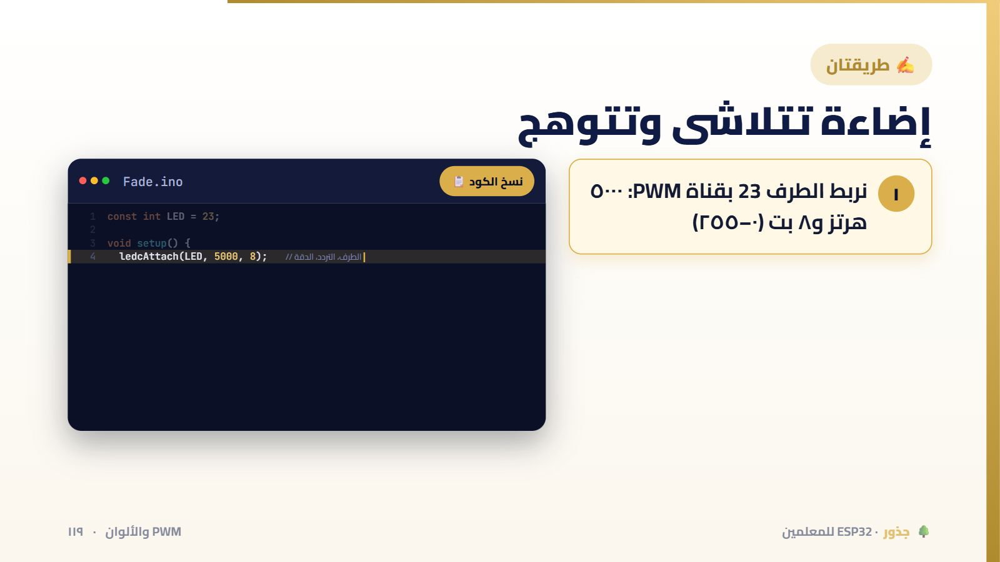 ✍️ طريقتان
إضاءة تتلاشى وتتوهج
١
نربط الطرف 23 بقناة PWM: ٥٠٠٠
هرتز و٨ بت (٠–٢٥٥)
Fade.ino
نسخ الكود 📋
1 const int LED = 23;
2
3 void setup() {
4 ledcAttach(LED, 5000, 8); // الطرف، التردد، الدقة
🌳 جذور · ESP32 للمعلمين
PWM والألوان · ١١٩